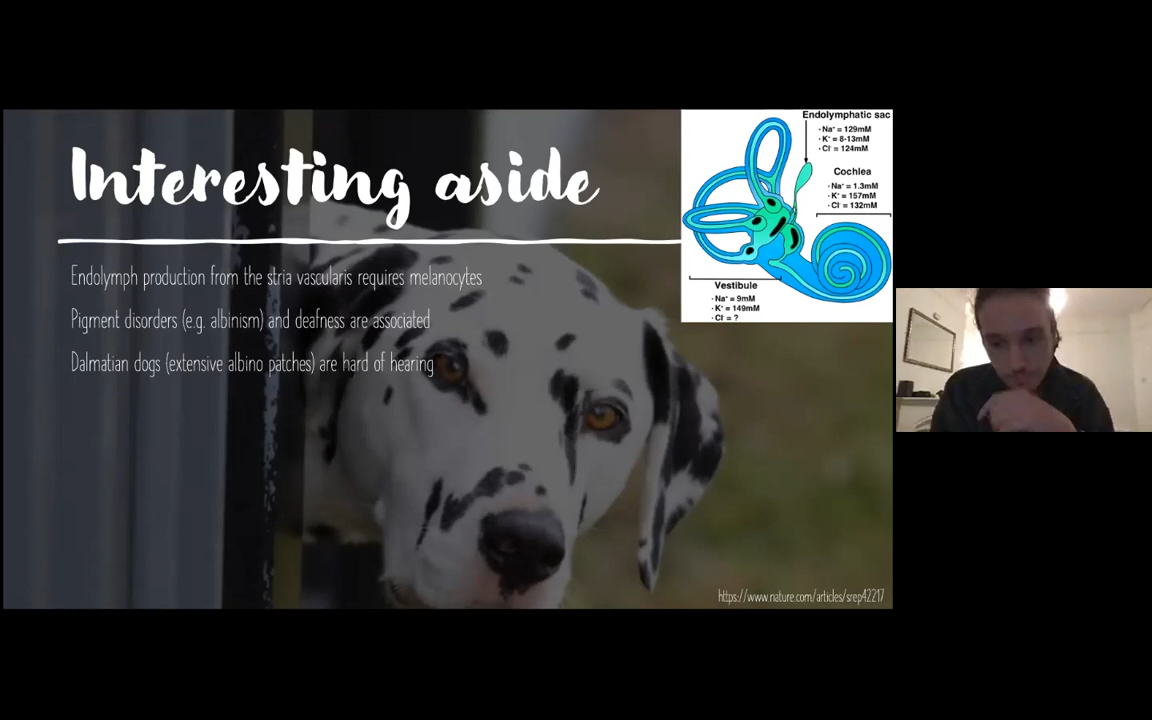 Interesting aside
Endolymph production from the stria vascularis requires melanocytes
Pigment disorders (e.g. albinism) and deafness are associated
Dalmatian dogs (extensive albino patches) are hard of hearing
Endolymphatic sac
· Na⁺ = 129mM
· K⁺ = 8-13mM
· Cl⁻ = 124mM
Cochlea
· Na⁺ = 1.3mM
· K⁺ = 157mM
· Cl⁻ = 132mM
Vestibule
· Na⁺ = 9mM
· K⁺ = 149mM
· Cl⁻ = ?
https://www.nature.com/articles/srep42217